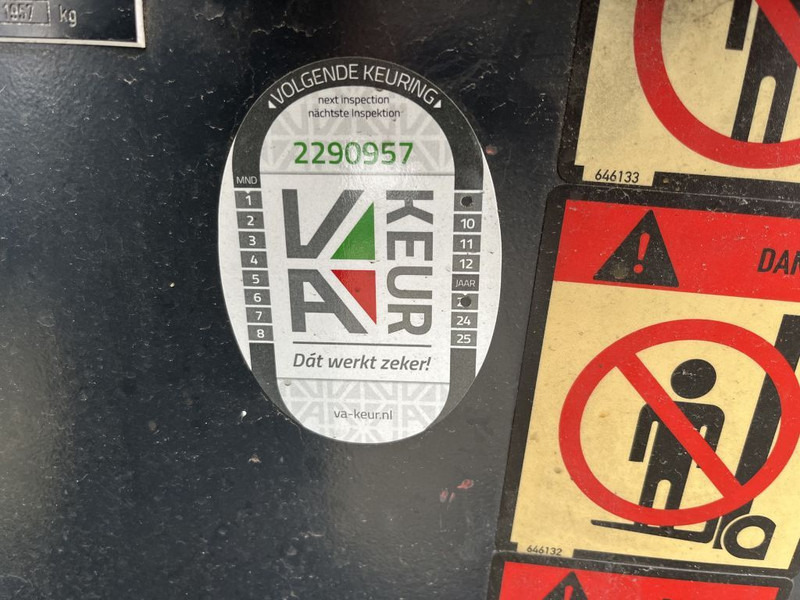 1957 kg
VOLGENDE KEURING
next inspection
nächste Inspektion
2290957
MND
1
2
3
4
5
6
7
8
10
11
12
JAAR
24
25
VA
KEUR
Dát werkt zeker!
va-keur.nl
646133
DAN
646132